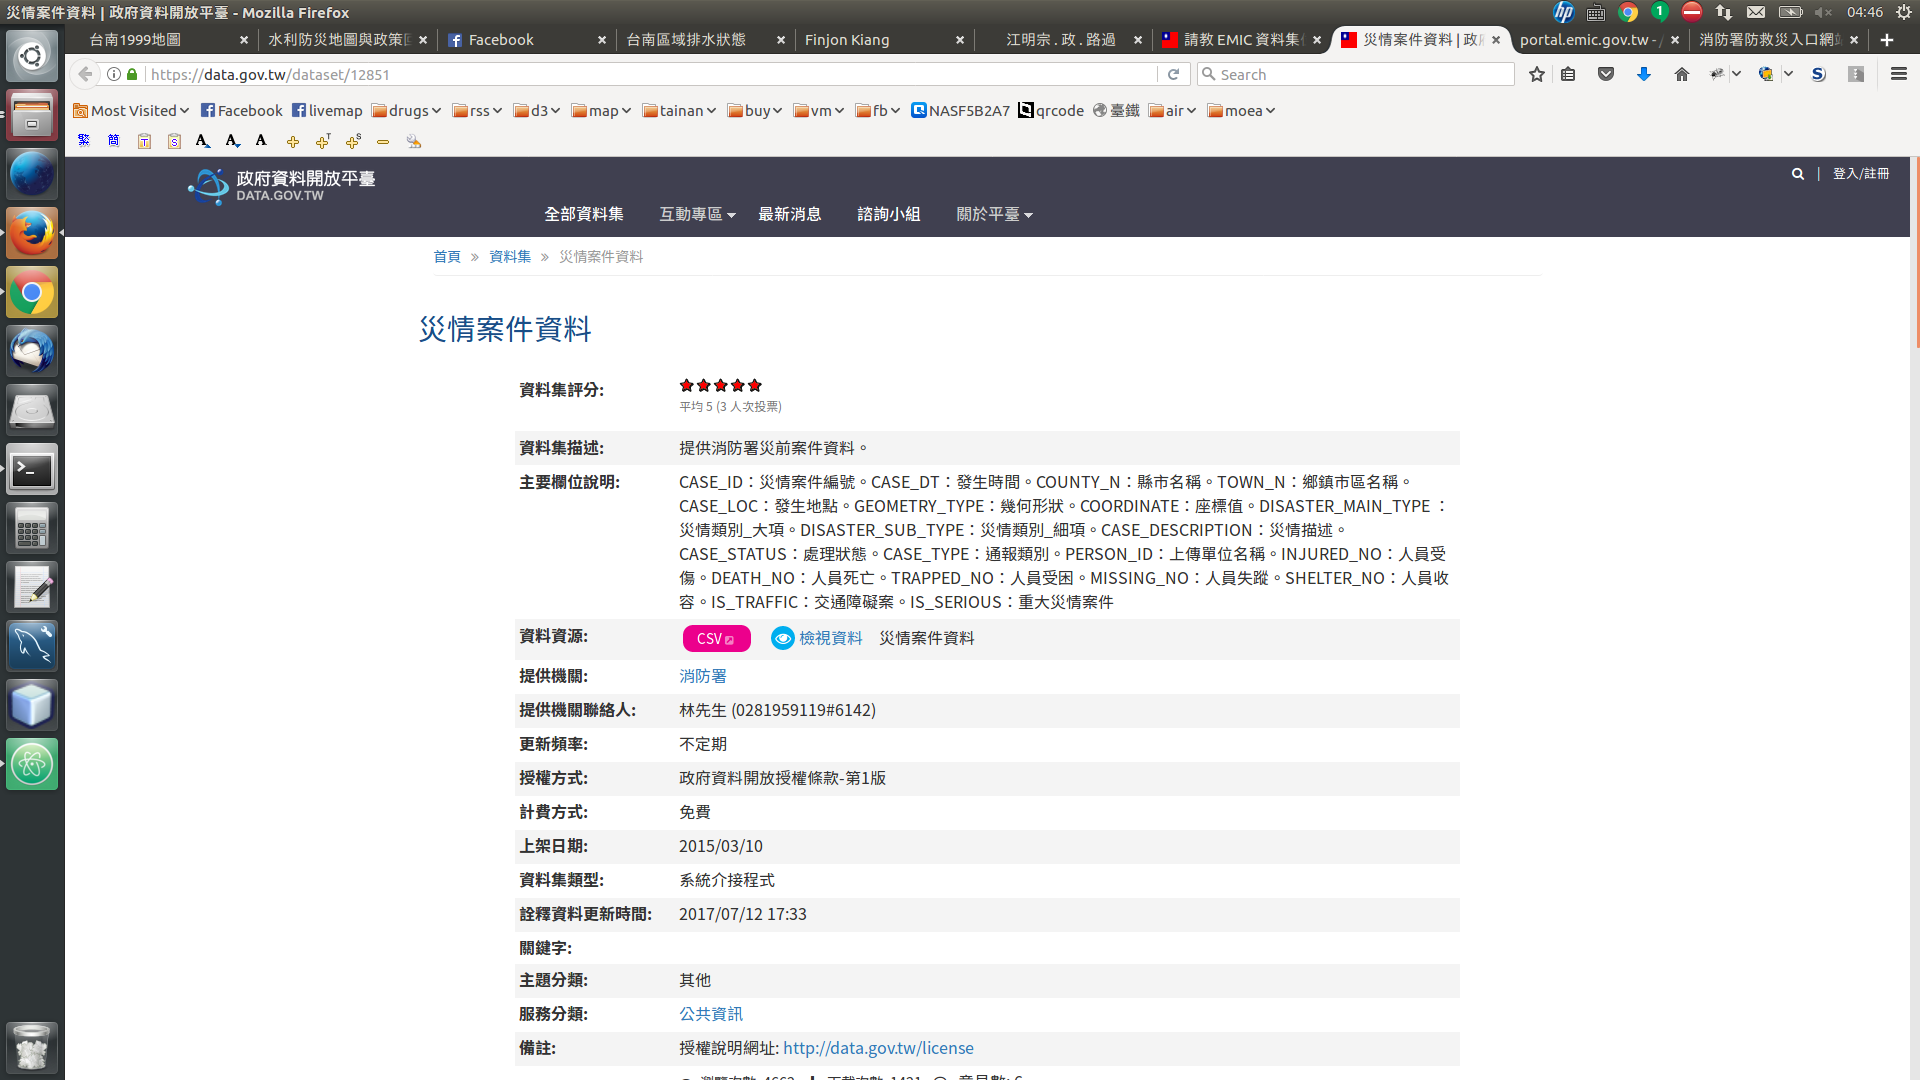 災情案件資料 | 政府資料開放平臺 - Mozilla Firefox
hp 1 04:46
台南1999地圖
水利防災地圖與政策
Facebook
台南區域排水狀態
Finjon Kiang
江明宗 . 政 . 路過
請教 EMIC 資料集
災情案件資料 | 政
portal.emic.gov.tw -
消防署防救災入口網
https://data.gov.tw/dataset/12851
Search
Most Visited Facebook livemap drugs rss d3 map tainan buy vm fb NASF5B2A7 qrcode 臺鐵 air moea
繁 簡 T S A A A
政府資料開放平臺
DATA.GOV.TW
登入/註冊
全部資料集 互動專區 最新消息 諮詢小組 關於平臺
首頁 » 資料集 » 災情案件資料
災情案件資料
資料集評分:
平均 5 (3 人次投票)
資料集描述: 提供消防署災前案件資料。
主要欄位說明: CASE_ID:災情案件編號。CASE_DT:發生時間。COUNTY_N:縣市名稱。TOWN_N:鄉鎮市區名稱。
CASE_LOC:發生地點。GEOMETRY_TYPE:幾何形狀。COORDINATE:座標值。DISASTER_MAIN_TYPE :
災情類別_大項。DISASTER_SUB_TYPE:災情類別_細項。CASE_DESCRIPTION:災情描述。
CASE_STATUS:處理狀態。CASE_TYPE:通報類別。PERSON_ID:上傳單位名稱。INJURED_NO:人員受
傷。DEATH_NO:人員死亡。TRAPPED_NO:人員受困。MISSING_NO:人員失蹤。SHELTER_NO:人員收
容。IS_TRAFFIC:交通障礙案。IS_SERIOUS:重大災情案件
資料資源: CSV 檢視資料 災情案件資料
提供機關: 消防署
提供機關聯絡人: 林先生 (0281959119#6142)
更新頻率: 不定期
授權方式: 政府資料開放授權條款-第1版
計費方式: 免費
上架日期: 2015/03/10
資料集類型: 系統介接程式
詮釋資料更新時間: 2017/07/12 17:33
關鍵字:
主題分類: 其他
服務分類: 公共資訊
備註: 授權說明網址: http://data.gov.tw/license